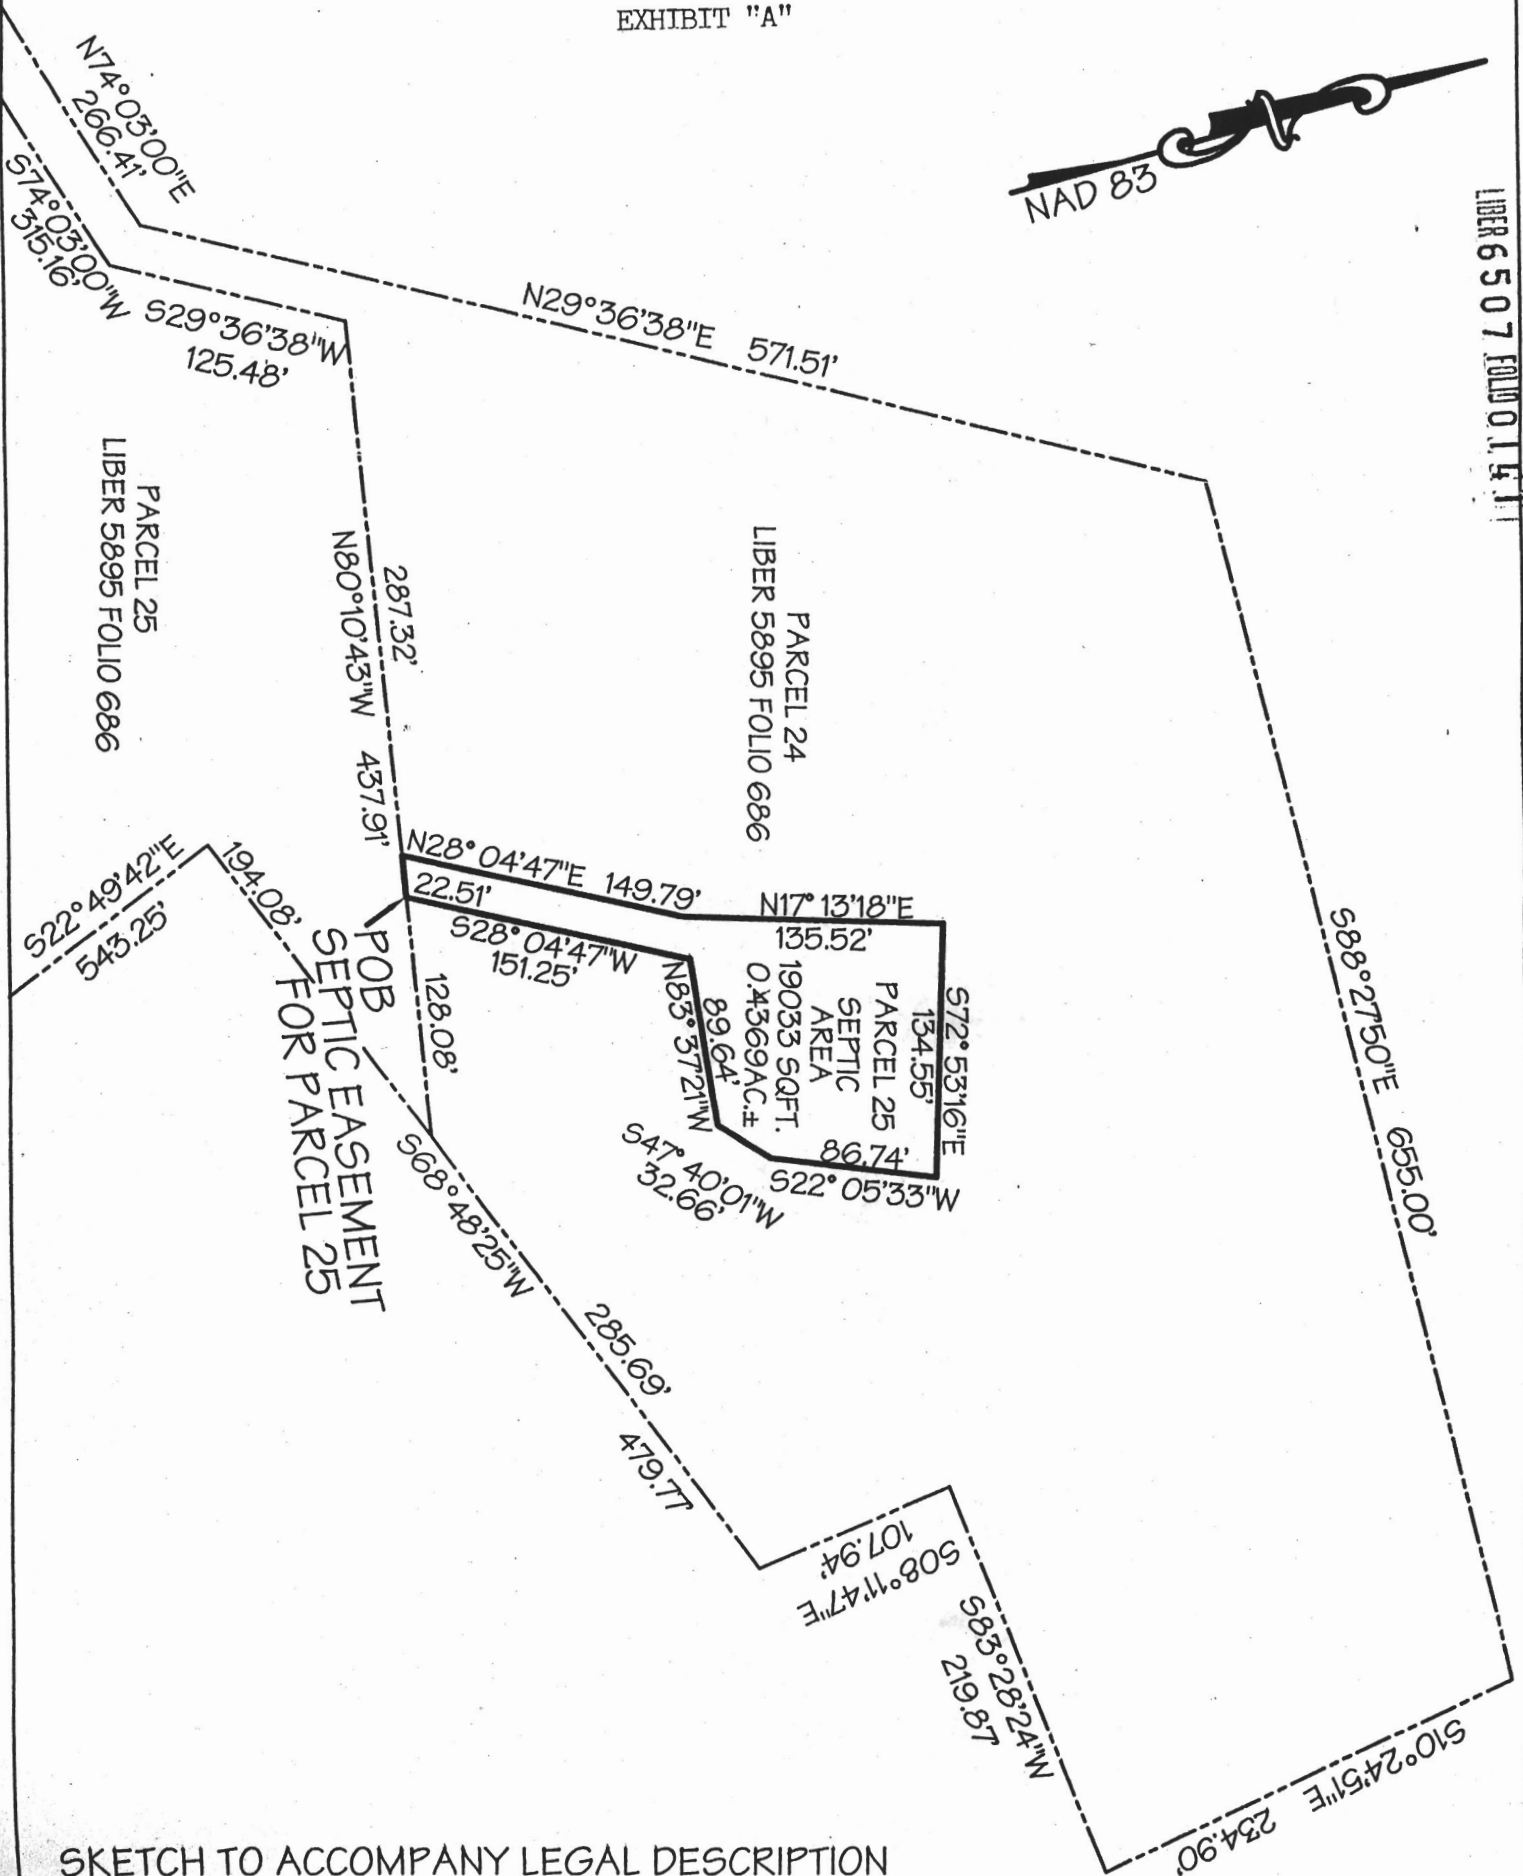 EXHIBIT "A"
NAD 83
LIBER 6507 FOLIO 0141
N74°03'00"E
266.41'
S74°03'00"W
315.16'
S29°36'38"W
125.48'
N29°36'38"E 571.51'
PARCEL 25
LIBER 5895 FOLIO 686
287.32'
N80°10'43"W 437.91'
PARCEL 24
LIBER 5895 FOLIO 686
S88°27'50"E 655.00'
N28°04'47"E 149.79'
22.51'
S28°04'47"W
151.25'
N17°13'18"E
135.52'
S72°53'16"E
134.55'
PARCEL 25
SEPTIC
AREA
19033 SQFT.
0.4369AC.±
89.64'
N83°37'21"W
86.74'
S22°05'33"W
S47°40'01"W
32.66'
S22°49'42"E
543.25'
194.08'
POB
SEPTIC EASEMENT
FOR PARCEL 25
128.08'
S68°48'25"W
285.69'
479.77'
107.94'
S08°11'47"E
S83°28'24"W
219.87'
S10°24'51"E 234.90'
SKETCH TO ACCOMPANY LEGAL DESCRIPTION